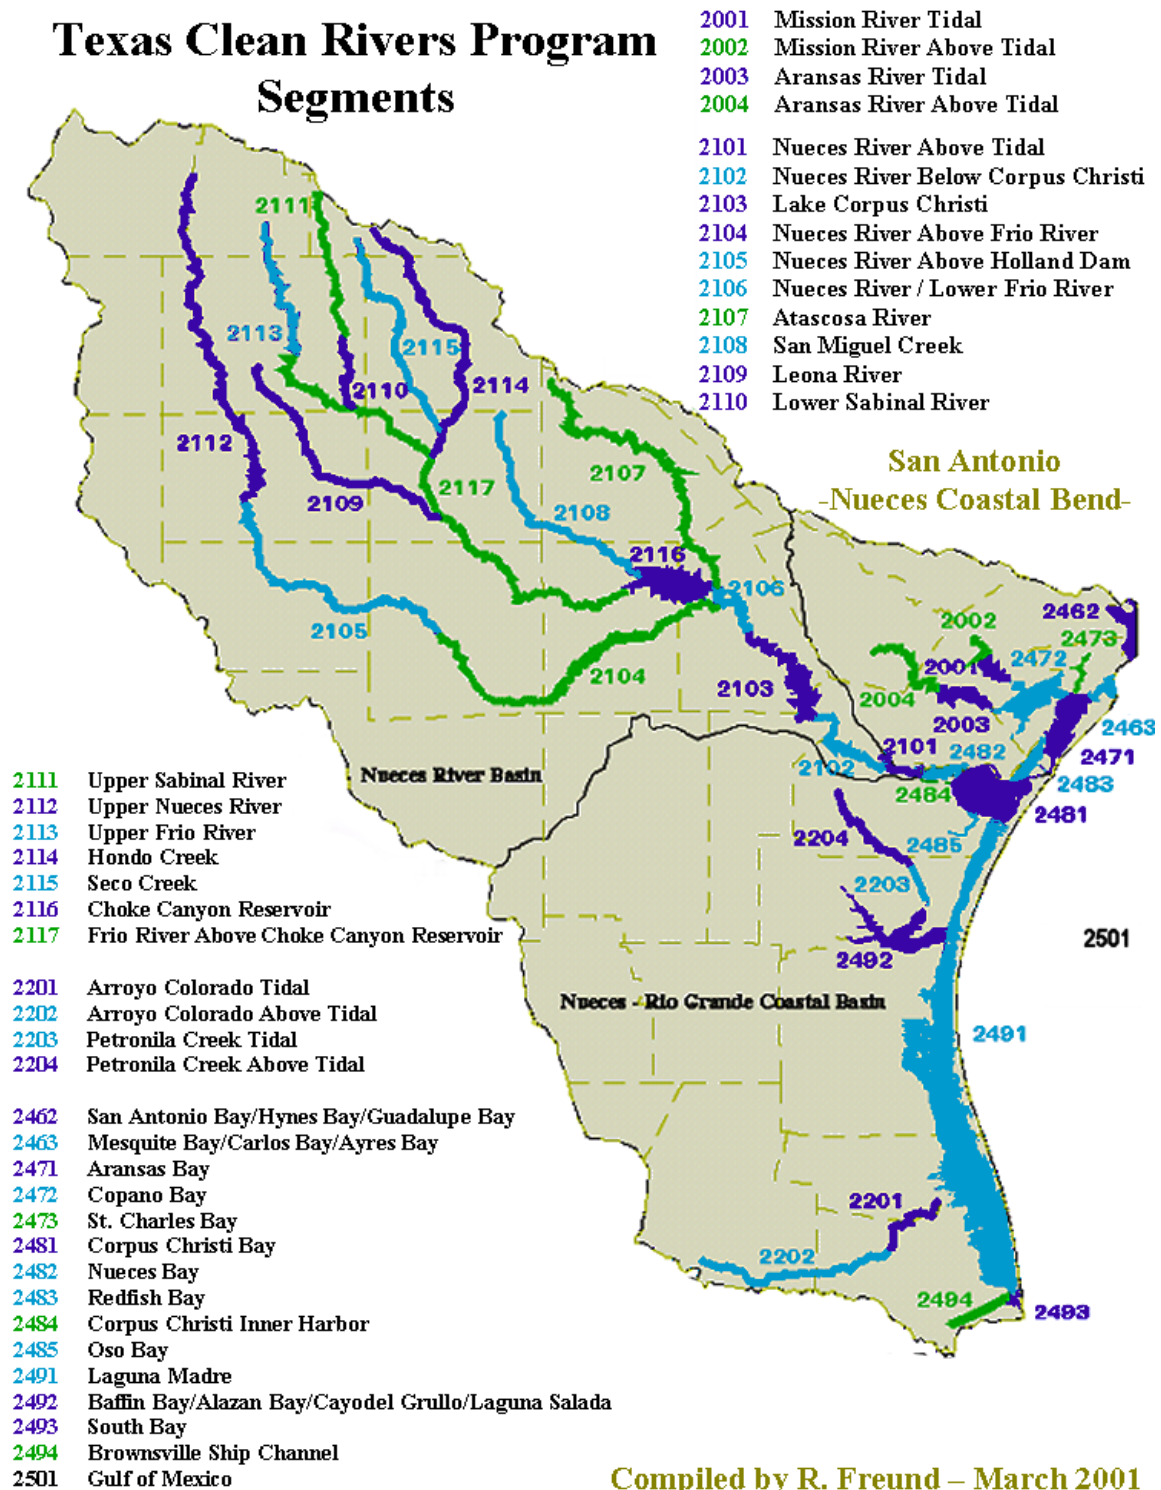 Texas Clean Rivers Program
Segments
2001 Mission River Tidal
2002 Mission River Above Tidal
2003 Aransas River Tidal
2004 Aransas River Above Tidal
2101 Nueces River Above Tidal
2102 Nueces River Below Corpus Christi
2103 Lake Corpus Christi
2104 Nueces River Above Frio River
2105 Nueces River Above Holland Dam
2106 Nueces River / Lower Frio River
2107 Atascosa River
2108 San Miguel Creek
2109 Leona River
2110 Lower Sabinal River
San Antonio
-Nueces Coastal Bend-
2111
2113
2115
2110
2114
2112
2107
2117
2109
2108
2116
2106
2105
2104
2103
2462
2002
2473
2001
2472
2004
2003
2463
2101
2482
2471
2102
2484
2483
2481
2204
2485
2203
2492
2501
2491
2201
2202
2494
2493
Nueces River Basin
Nueces - Rio Grande Coastal Basin
2111 Upper Sabinal River
2112 Upper Nueces River
2113 Upper Frio River
2114 Hondo Creek
2115 Seco Creek
2116 Choke Canyon Reservoir
2117 Frio River Above Choke Canyon Reservoir
2201 Arroyo Colorado Tidal
2202 Arroyo Colorado Above Tidal
2203 Petronila Creek Tidal
2204 Petronila Creek Above Tidal
2462 San Antonio Bay/Hynes Bay/Guadalupe Bay
2463 Mesquite Bay/Carlos Bay/Ayres Bay
2471 Aransas Bay
2472 Copano Bay
2473 St. Charles Bay
2481 Corpus Christi Bay
2482 Nueces Bay
2483 Redfish Bay
2484 Corpus Christi Inner Harbor
2485 Oso Bay
2491 Laguna Madre
2492 Baffin Bay/Alazan Bay/Cayodel Grullo/Laguna Salada
2493 South Bay
2494 Brownsville Ship Channel
2501 Gulf of Mexico
Compiled by R. Freund – March 2001